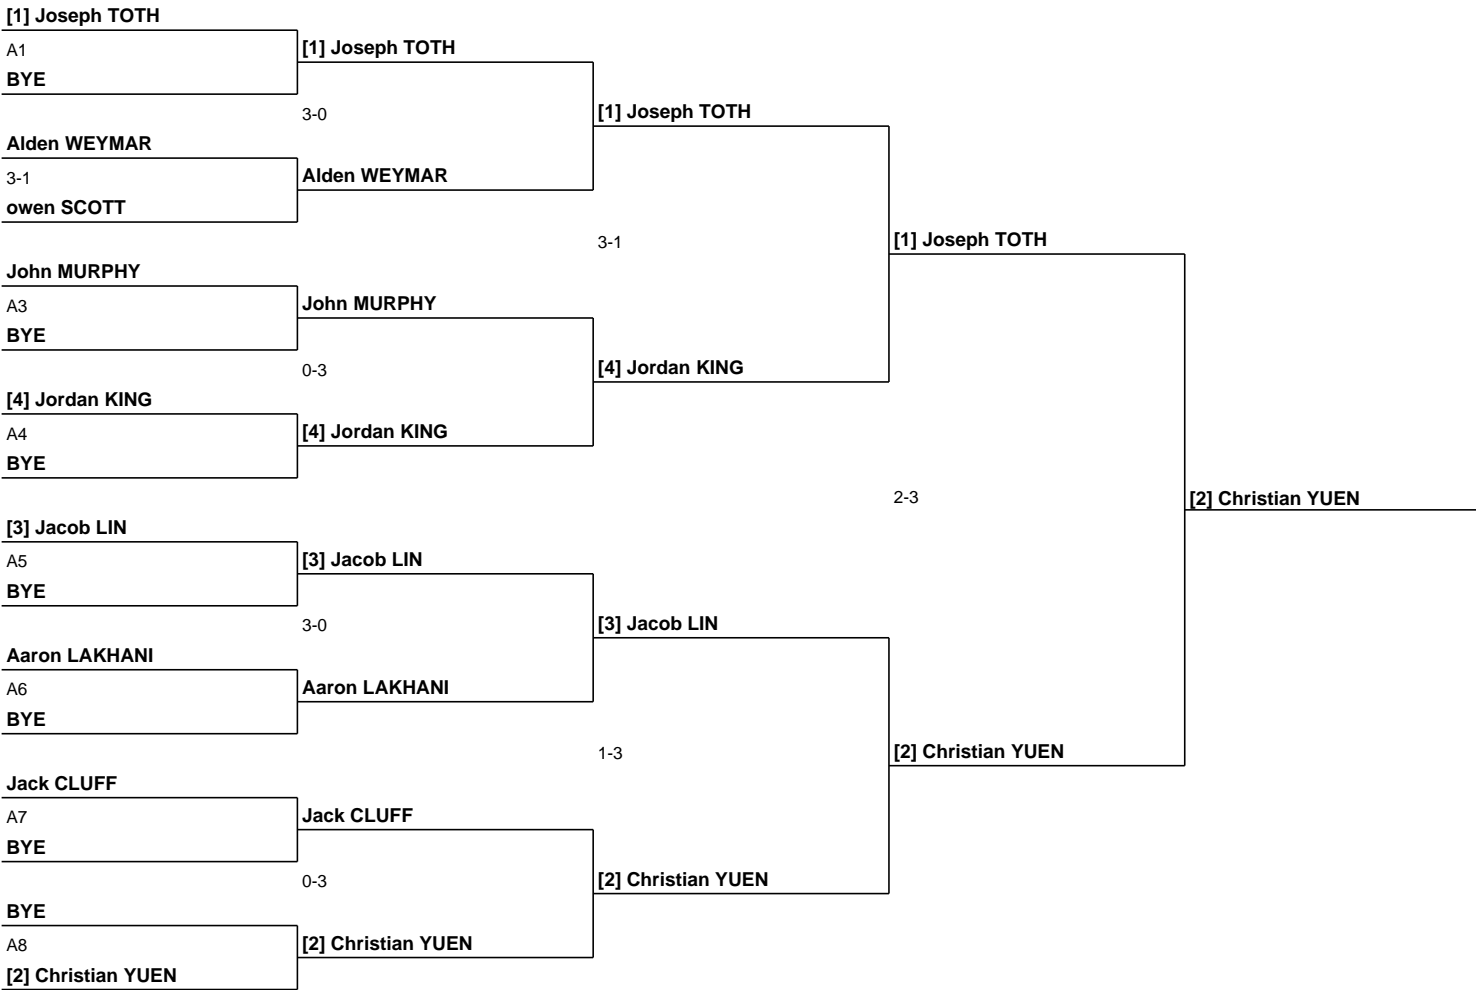 [1] Joseph TOTH
A1
BYE
Alden WEYMAR
3-1
owen SCOTT
John MURPHY
A3
BYE
[4] Jordan KING
A4
BYE
[3] Jacob LIN
A5
BYE
Aaron LAKHANI
A6
BYE
Jack CLUFF
A7
BYE
BYE
A8
[2] Christian YUEN
[1] Joseph TOTH
3-0
Alden WEYMAR
John MURPHY
0-3
[4] Jordan KING
[3] Jacob LIN
3-0
Aaron LAKHANI
Jack CLUFF
0-3
[2] Christian YUEN
[1] Joseph TOTH
3-1
[4] Jordan KING
[3] Jacob LIN
1-3
[2] Christian YUEN
[1] Joseph TOTH
2-3
[2] Christian YUEN
[2] Christian YUEN